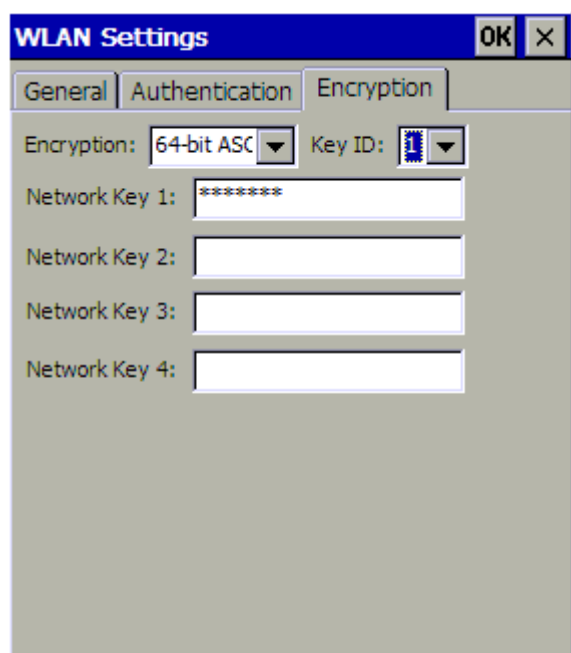 WLAN Settings OK ×
General Authentication Encryption
Encryption: 64-bit ASC Key ID: 1
Network Key 1: *******
Network Key 2:
Network Key 3:
Network Key 4: